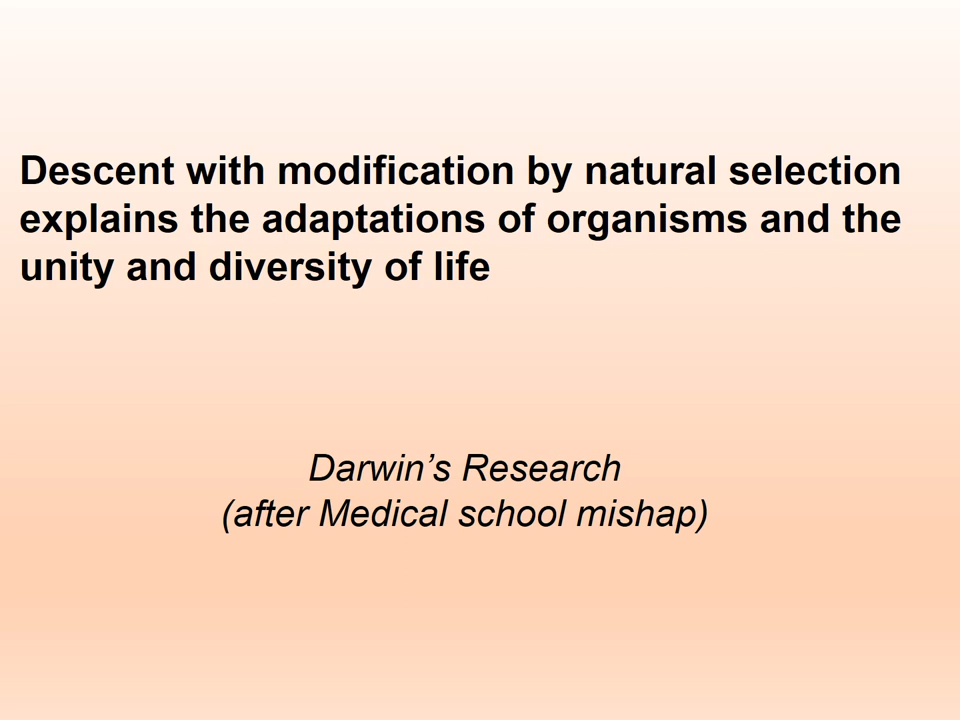 Descent with modification by natural selection
explains the adaptations of organisms and the
unity and diversity of life
Darwin’s Research
(after Medical school mishap)